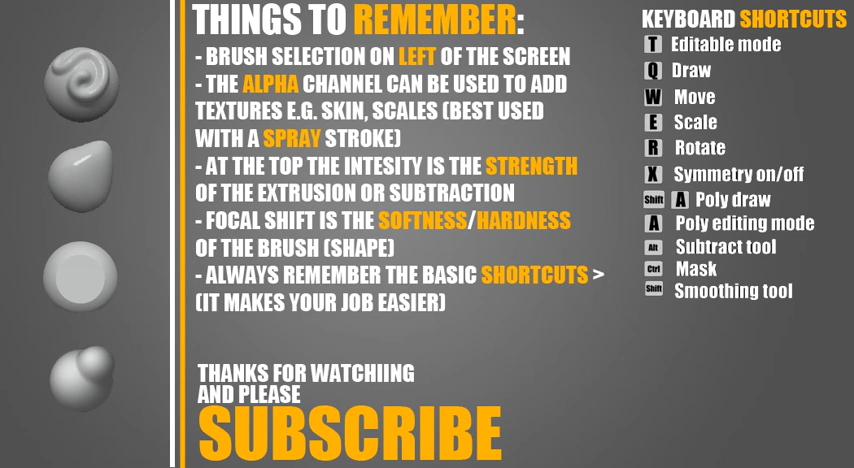 THINGS TO REMEMBER:
- BRUSH SELECTION ON LEFT OF THE SCREEN
- THE ALPHA CHANNEL CAN BE USED TO ADD
TEXTURES E.G. SKIN, SCALES (BEST USED
WITH A SPRAY STROKE)
- AT THE TOP THE INTESITY IS THE STRENGTH
OF THE EXTRUSION OR SUBTRACTION
- FOCAL SHIFT IS THE SOFTNESS/HARDNESS
OF THE BRUSH (SHAPE)
- ALWAYS REMEMBER THE BASIC SHORTCUTS >
(IT MAKES YOUR JOB EASIER)
THANKS FOR WATCHIING
AND PLEASE
SUBSCRIBE
KEYBOARD SHORTCUTS
T Editable mode
Q Draw
W Move
E Scale
R Rotate
X Symmetry on/off
Shift A Poly draw
A Poly editing mode
Alt Subtract tool
Ctrl Mask
Shift Smoothing tool